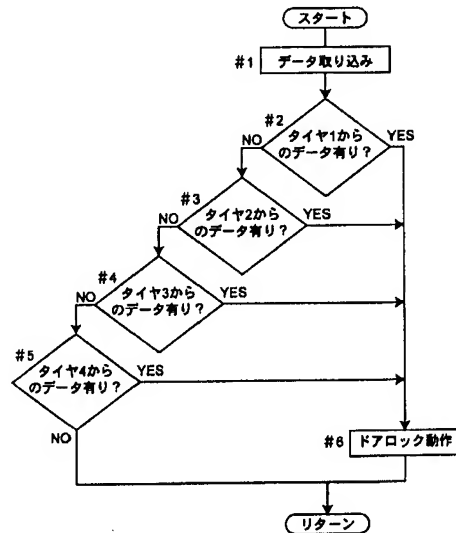 スタート
#1 データ取り込み
#2
タイヤ1から
のデータ有り？
NO
YES
#3
タイヤ2から
のデータ有り？
NO
YES
#4
タイヤ3から
のデータ有り？
NO
YES
#5
タイヤ4から
のデータ有り？
YES
NO
#6 ドアロック動作
リターン